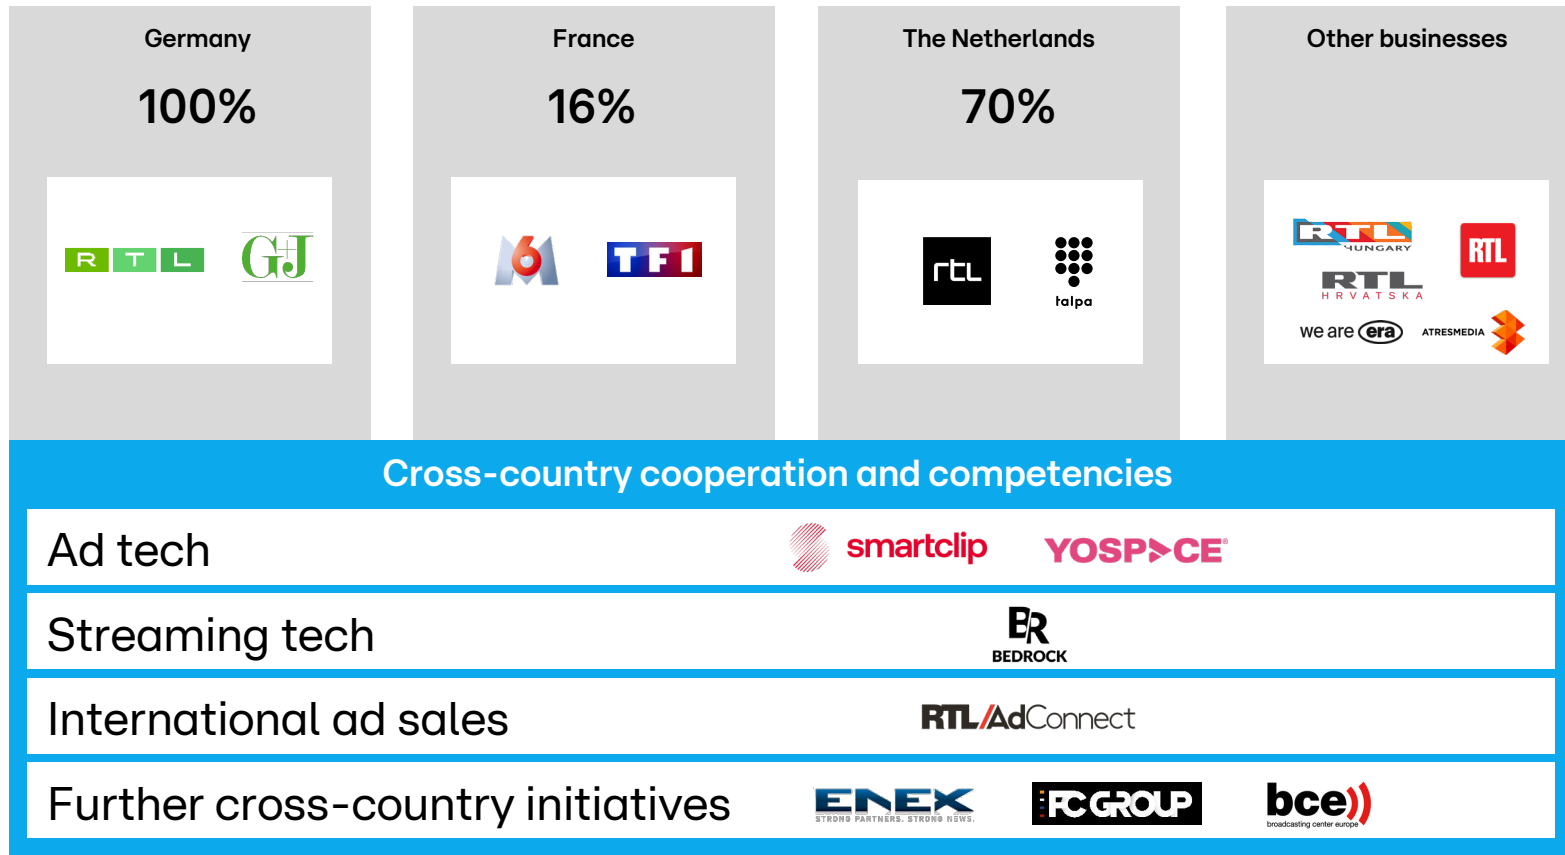 Germany
100%
RTL
G+J
France
16%
M6
TF1
The Netherlands
70%
rtl
talpa
Other businesses
RTL
HUNGARY
RTL
RTL
HRVATSKA
we are era
ATRESMEDIA
Cross-country cooperation and competencies
Ad tech
smartclip
YOSPACE®
Streaming tech
BR
BEDROCK
International ad sales
RTL/AdConnect
Further cross-country initiatives
ENEX
STRONG PARTNERS. STRONG NEWS.
FC GROUP
bce
broadcasting center europe